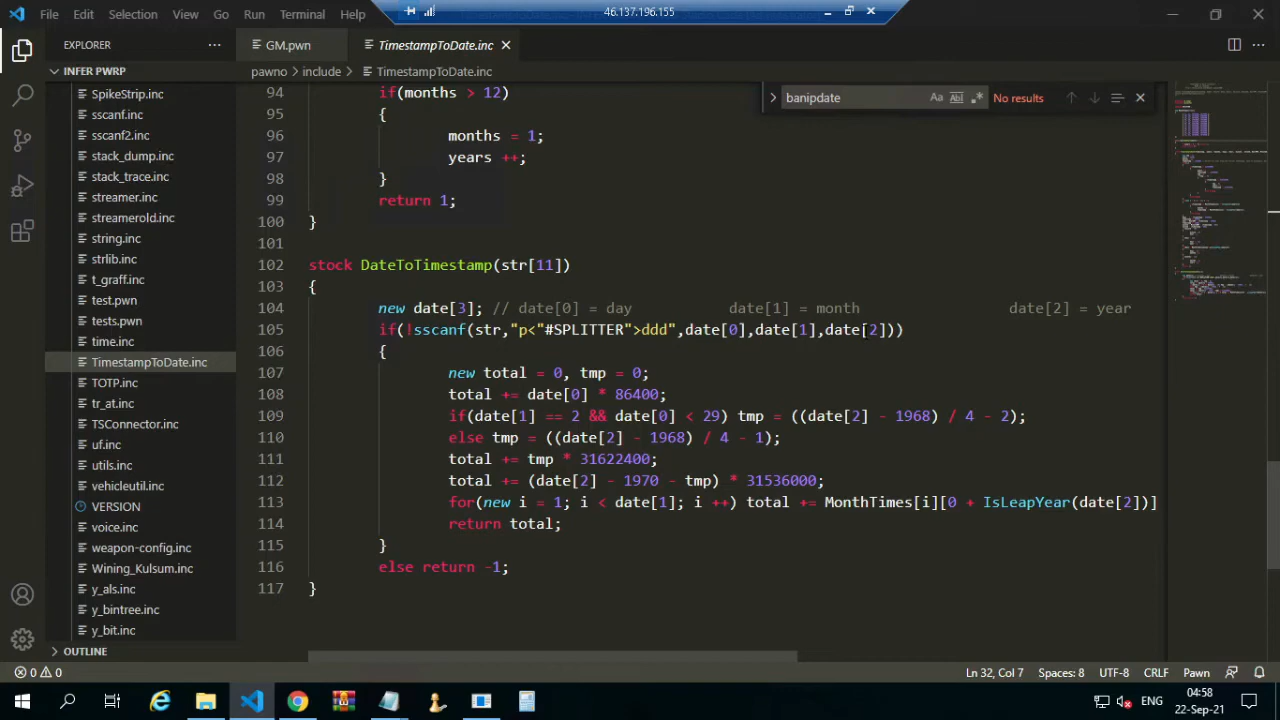 File Edit Selection View Go Run Terminal Help
46.137.196.155
EXPLORER
GM.pwn
TimestampToDate.inc
INFER PWRP
pawno > include > TimestampToDate.inc
banipdate
Aa Abl .* No results
SpikeStrip.inc
sscanf.inc
sscanf2.inc
stack_dump.inc
stack_trace.inc
streamer.inc
streamerold.inc
string.inc
strlib.inc
t_graff.inc
test.pwn
tests.pwn
time.inc
TimestampToDate.inc
TOTP.inc
tr_at.inc
TSConnector.inc
uf.inc
utils.inc
vehicleutil.inc
VERSION
voice.inc
weapon-config.inc
Wining_Kulsum.inc
y_als.inc
y_bintree.inc
y_bit.inc
OUTLINE
94 if(months > 12)
95 {
96 months = 1;
97 years ++;
98 }
99 return 1;
100 }
101
102 stock DateToTimestamp(str[11])
103 {
104 new date[3]; // date[0] = day date[1] = month date[2] = year
105 if(!sscanf(str,"p<"#SPLITTER">ddd",date[0],date[1],date[2]))
106 {
107 new total = 0, tmp = 0;
108 total += date[0] * 86400;
109 if(date[1] == 2 && date[0] < 29) tmp = ((date[2] - 1968) / 4 - 2);
110 else tmp = ((date[2] - 1968) / 4 - 1);
111 total += tmp * 31622400;
112 total += (date[2] - 1970 - tmp) * 31536000;
113 for(new i = 1; i < date[1]; i ++) total += MonthTimes[i][0 + IsLeapYear(date[2])]
114 return total;
115 }
116 else return -1;
117 }
0 0
Ln 32, Col 7 Spaces: 8 UTF-8 CRLF Pawn
ENG
04:58
22-Sep-21